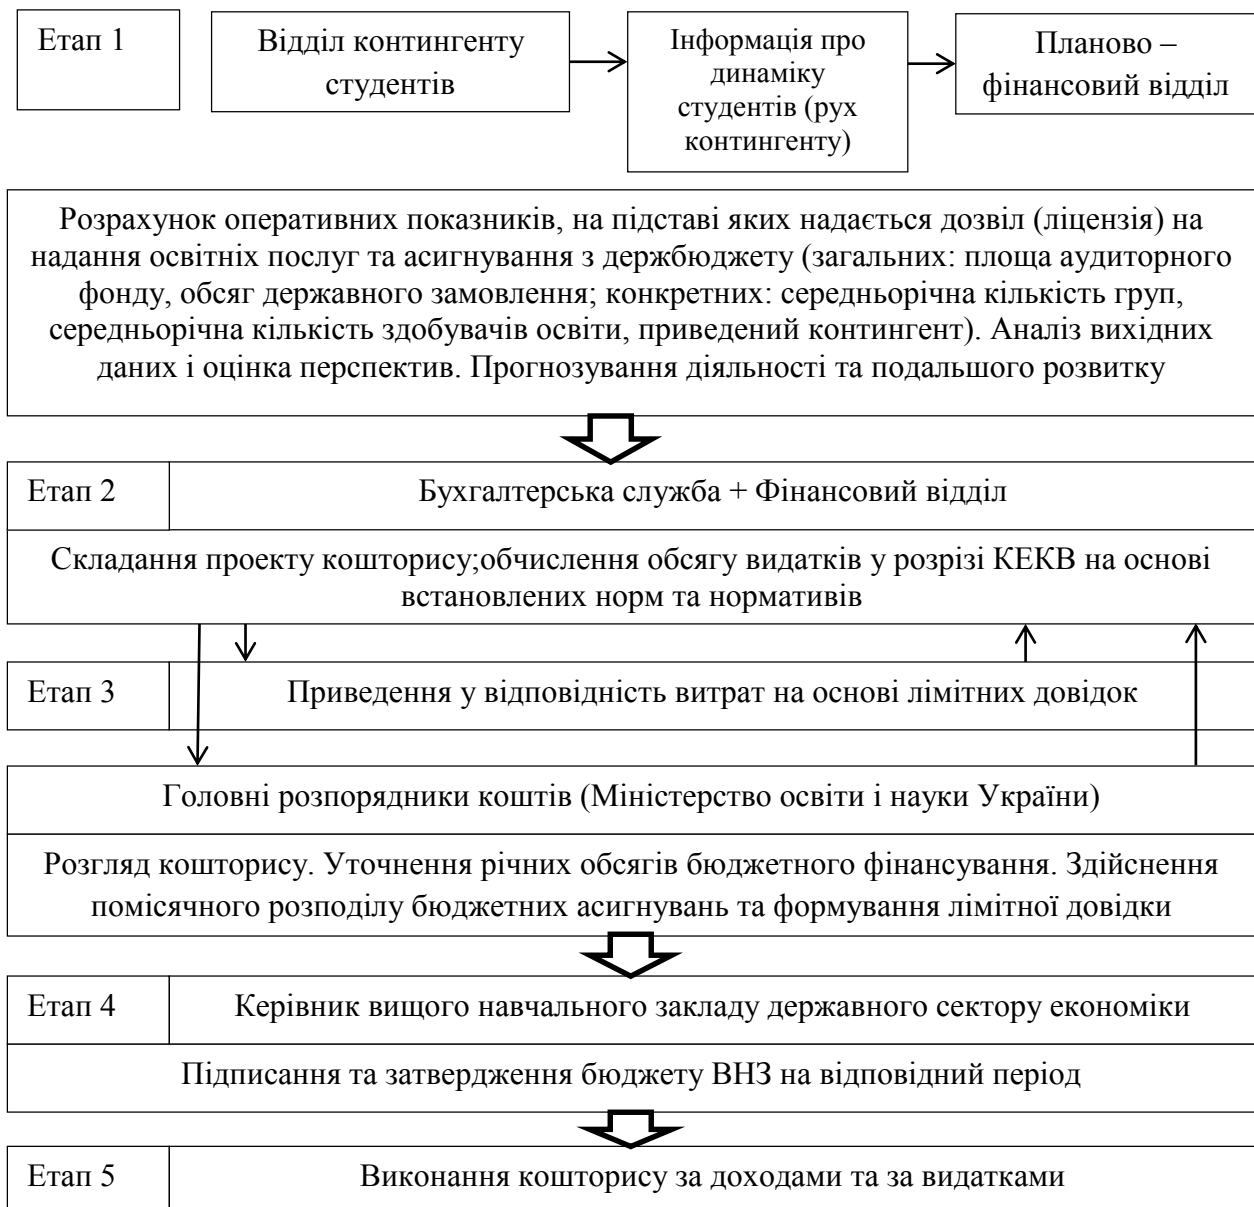 Етап 1
Відділ контингенту
студентів
Інформація про
динаміку
студентів (рух
контингенту)
Планово –
фінансовий відділ
Розрахунок оперативних показників, на підставі яких надається дозвіл (ліцензія) на
надання освітніх послуг та асигнування з держбюджету (загальних: площа аудиторного
фонду, обсяг державного замовлення; конкретних: середньорічна кількість груп,
середньорічна кількість здобувачів освіти, приведений контингент). Аналіз вихідних
даних і оцінка перспектив. Прогнозування діяльності та подальшого розвитку
Етап 2
Бухгалтерська служба + Фінансовий відділ
Складання проекту кошторису;обчислення обсягу видатків у розрізі КЕКВ на основі
встановлених норм та нормативів
Етап 3
Приведення у відповідність витрат на основі лімітних довідок
Головні розпорядники коштів (Міністерство освіти і науки України)
Розгляд кошторису. Уточнення річних обсягів бюджетного фінансування. Здійснення
помісячного розподілу бюджетних асигнувань та формування лімітної довідки
Етап 4
Керівник вищого навчального закладу державного сектору економіки
Підписання та затвердження бюджету ВНЗ на відповідний період
Етап 5
Виконання кошторису за доходами та за видатками